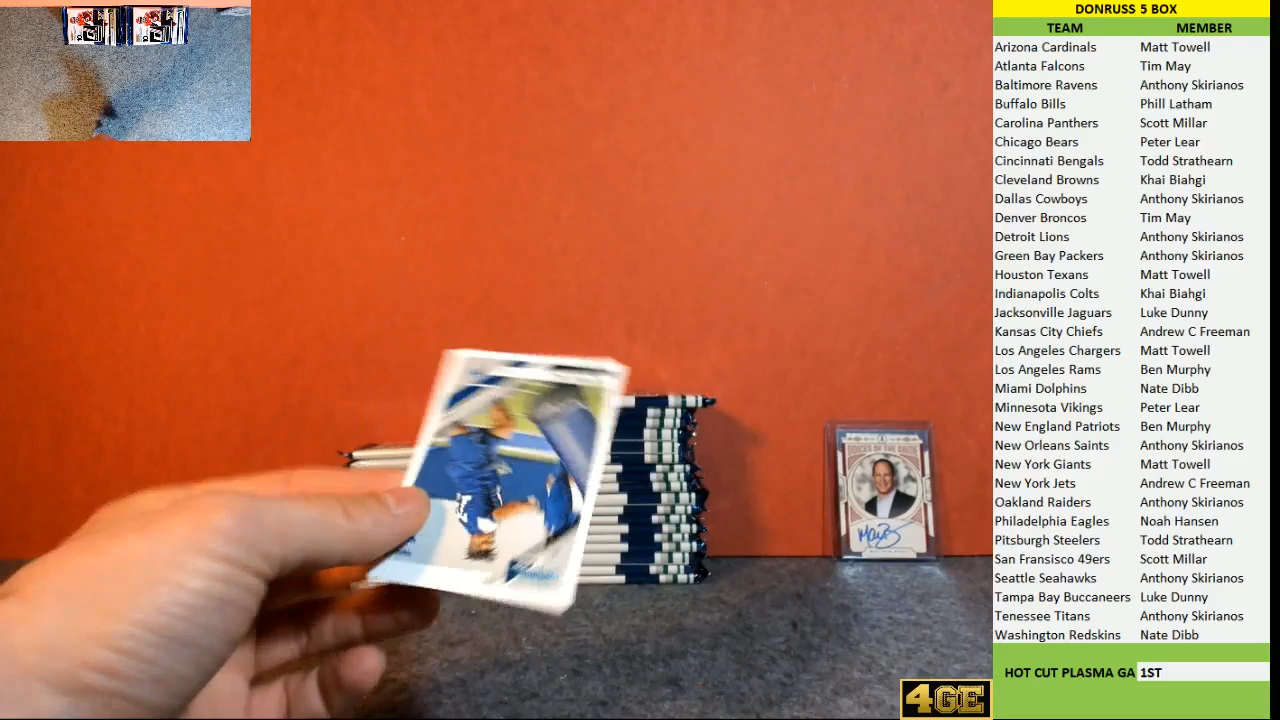 DONRUSS 5 BOX
TEAM MEMBER
Arizona Cardinals Matt Towell
Atlanta Falcons Tim May
Baltimore Ravens Anthony Skirianos
Buffalo Bills Phill Latham
Carolina Panthers Scott Millar
Chicago Bears Peter Lear
Cincinnati Bengals Todd Strathearn
Cleveland Browns Khai Biahgi
Dallas Cowboys Anthony Skirianos
Denver Broncos Tim May
Detroit Lions Anthony Skirianos
Green Bay Packers Anthony Skirianos
Houston Texans Matt Towell
Indianapolis Colts Khai Biahgi
Jacksonville Jaguars Luke Dunny
Kansas City Chiefs Andrew C Freeman
Los Angeles Chargers Matt Towell
Los Angeles Rams Ben Murphy
Miami Dolphins Nate Dibb
Minnesota Vikings Peter Lear
New England Patriots Ben Murphy
New Orleans Saints Anthony Skirianos
New York Giants Matt Towell
New York Jets Andrew C Freeman
Oakland Raiders Anthony Skirianos
Philadelphia Eagles Noah Hansen
Pitsburgh Steelers Todd Strathearn
San Fransisco 49ers Scott Millar
Seattle Seahawks Anthony Skirianos
Tampa Bay Buccaneers Luke Dunny
Tenessee Titans Anthony Skirianos
Washington Redskins Nate Dibb
HOT CUT PLASMA GA 1ST
4GE
VOICES OF THE GAME